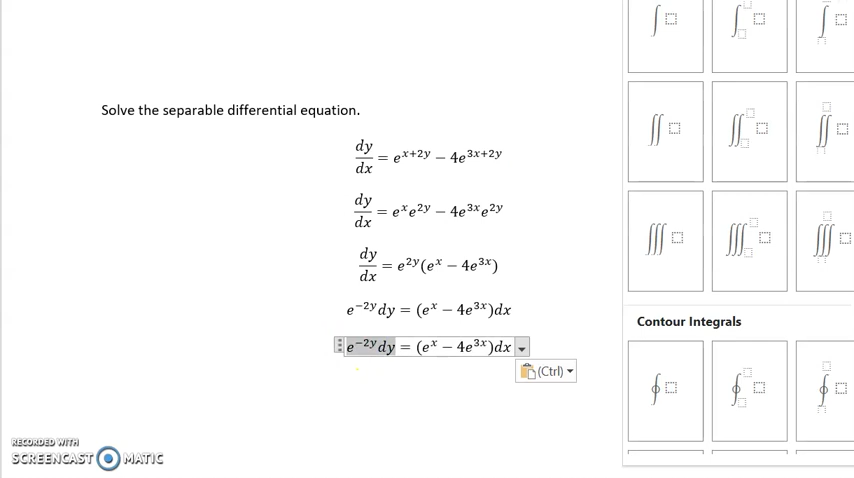 Solve the separable differential equation.
dy/dx = e^{x+2y} − 4e^{3x+2y}
dy/dx = e^x e^{2y} − 4e^{3x} e^{2y}
dy/dx = e^{2y}(e^x − 4e^{3x})
e^{−2y} dy = (e^x − 4e^{3x})dx
e^{−2y} dy = (e^x − 4e^{3x})dx
(Ctrl)
Contour Integrals
RECORDED WITH
SCREENCAST MATIC